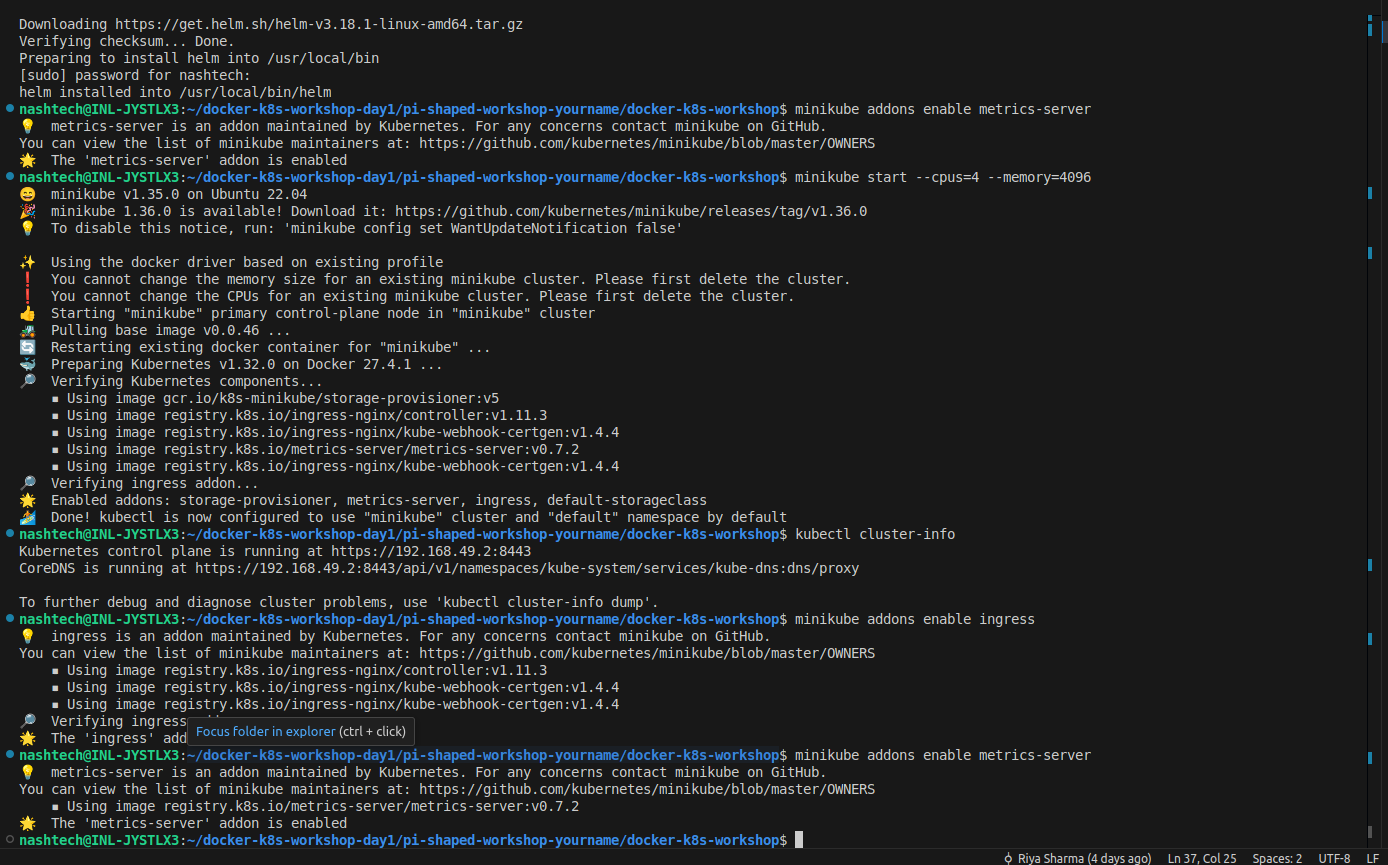 Downloading https://get.helm.sh/helm-v3.18.1-linux-amd64.tar.gz
Verifying checksum... Done.
Preparing to install helm into /usr/local/bin
[sudo] password for nashtech:
helm installed into /usr/local/bin/helm
nashtech@INL-JYSTLX3:~/docker-k8s-workshop-day1/pi-shaped-workshop-yourname/docker-k8s-workshop$ minikube addons enable metrics-server
💡 metrics-server is an addon maintained by Kubernetes. For any concerns contact minikube on GitHub.
You can view the list of minikube maintainers at: https://github.com/kubernetes/minikube/blob/master/OWNERS
🌟 The 'metrics-server' addon is enabled
nashtech@INL-JYSTLX3:~/docker-k8s-workshop-day1/pi-shaped-workshop-yourname/docker-k8s-workshop$ minikube start --cpus=4 --memory=4096
😄 minikube v1.35.0 on Ubuntu 22.04
🎉 minikube 1.36.0 is available! Download it: https://github.com/kubernetes/minikube/releases/tag/v1.36.0
💡 To disable this notice, run: 'minikube config set WantUpdateNotification false'
✨ Using the docker driver based on existing profile
❗ You cannot change the memory size for an existing minikube cluster. Please first delete the cluster.
❗ You cannot change the CPUs for an existing minikube cluster. Please first delete the cluster.
👍 Starting "minikube" primary control-plane node in "minikube" cluster
🚜 Pulling base image v0.0.46 ...
🔄 Restarting existing docker container for "minikube" ...
🐳 Preparing Kubernetes v1.32.0 on Docker 27.4.1 ...
🔎 Verifying Kubernetes components...
▪ Using image gcr.io/k8s-minikube/storage-provisioner:v5
▪ Using image registry.k8s.io/ingress-nginx/controller:v1.11.3
▪ Using image registry.k8s.io/ingress-nginx/kube-webhook-certgen:v1.4.4
▪ Using image registry.k8s.io/metrics-server/metrics-server:v0.7.2
▪ Using image registry.k8s.io/ingress-nginx/kube-webhook-certgen:v1.4.4
🔎 Verifying ingress addon...
🌟 Enabled addons: storage-provisioner, metrics-server, ingress, default-storageclass
🏄 Done! kubectl is now configured to use "minikube" cluster and "default" namespace by default
nashtech@INL-JYSTLX3:~/docker-k8s-workshop-day1/pi-shaped-workshop-yourname/docker-k8s-workshop$ kubectl cluster-info
Kubernetes control plane is running at https://192.168.49.2:8443
CoreDNS is running at https://192.168.49.2:8443/api/v1/namespaces/kube-system/services/kube-dns:dns/proxy
To further debug and diagnose cluster problems, use 'kubectl cluster-info dump'.
nashtech@INL-JYSTLX3:~/docker-k8s-workshop-day1/pi-shaped-workshop-yourname/docker-k8s-workshop$ minikube addons enable ingress
💡 ingress is an addon maintained by Kubernetes. For any concerns contact minikube on GitHub.
You can view the list of minikube maintainers at: https://github.com/kubernetes/minikube/blob/master/OWNERS
▪ Using image registry.k8s.io/ingress-nginx/controller:v1.11.3
▪ Using image registry.k8s.io/ingress-nginx/kube-webhook-certgen:v1.4.4
▪ Using image registry.k8s.io/ingress-nginx/kube-webhook-certgen:v1.4.4
🔎 Verifying ingress
Focus folder in explorer (ctrl + click)
🌟 The 'ingress' add
nashtech@INL-JYSTLX3:~/docker-k8s-workshop-day1/pi-shaped-workshop-yourname/docker-k8s-workshop$ minikube addons enable metrics-server
💡 metrics-server is an addon maintained by Kubernetes. For any concerns contact minikube on GitHub.
You can view the list of minikube maintainers at: https://github.com/kubernetes/minikube/blob/master/OWNERS
▪ Using image registry.k8s.io/metrics-server/metrics-server:v0.7.2
🌟 The 'metrics-server' addon is enabled
nashtech@INL-JYSTLX3:~/docker-k8s-workshop-day1/pi-shaped-workshop-yourname/docker-k8s-workshop$
Riya Sharma (4 days ago) Ln 37, Col 25 Spaces: 2 UTF-8 LF